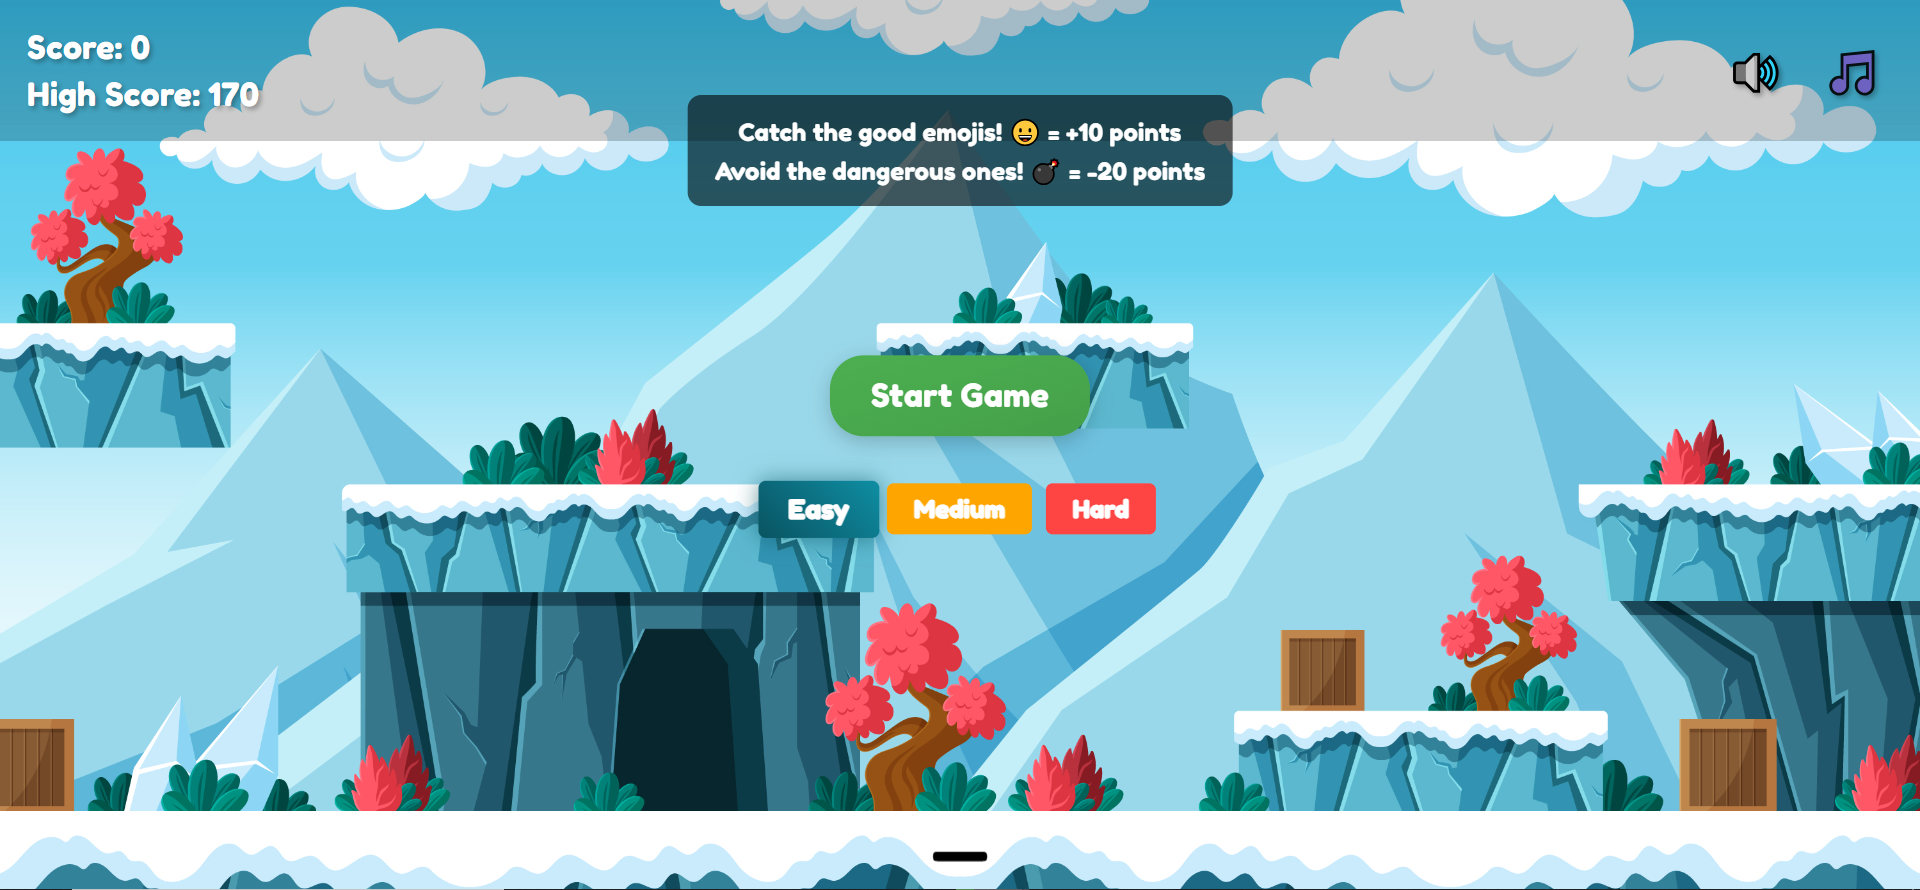 Score: 0
High Score: 170
Catch the good emojis! 😀 = +10 points
Avoid the dangerous ones! 💣 = -20 points
Start Game
Easy
Medium
Hard